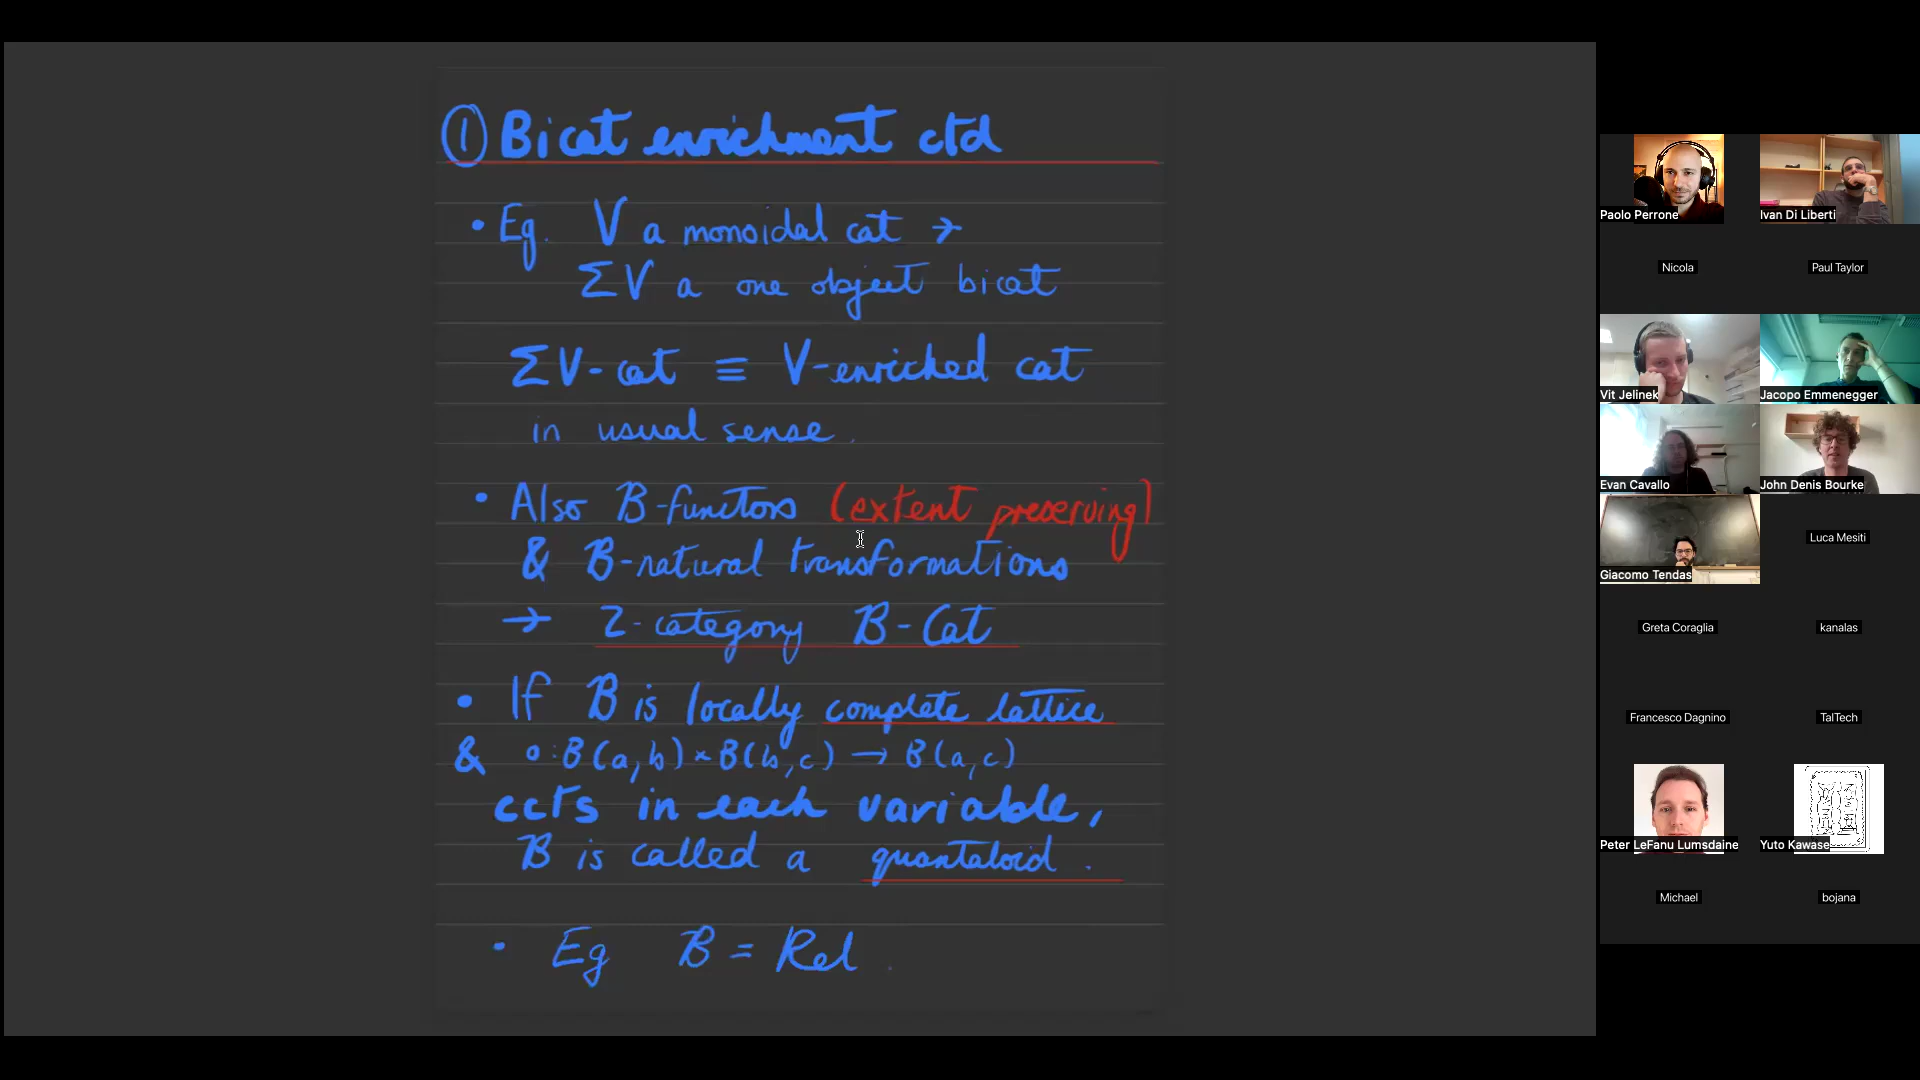 ① Bicat enrichment ctd
• Eg. V a monoidal cat →
ΣV a one object bicat
ΣV-cat ≡ V-enriched cat
in usual sense.
• Also B-functors (extent preserving)
& B-natural transformations
→ 2-category B-Cat
• If B is locally complete lattice
& o : B(a,b) × B(b,c) → B(a,c)
ccts in each variable,
B is called a quantaloid.
• Eg B = Rel.
Paolo Perrone
Ivan Di Liberti
Nicola
Paul Taylor
Vit Jelinek
Jacopo Emmenegger
Evan Cavallo
John Denis Bourke
Giacomo Tendas
Luca Mesiti
Greta Coraglia
kanalas
Francesco Dagnino
TalTech
Peter LeFanu Lumsdaine
Yuto Kawase
Michael
bojana